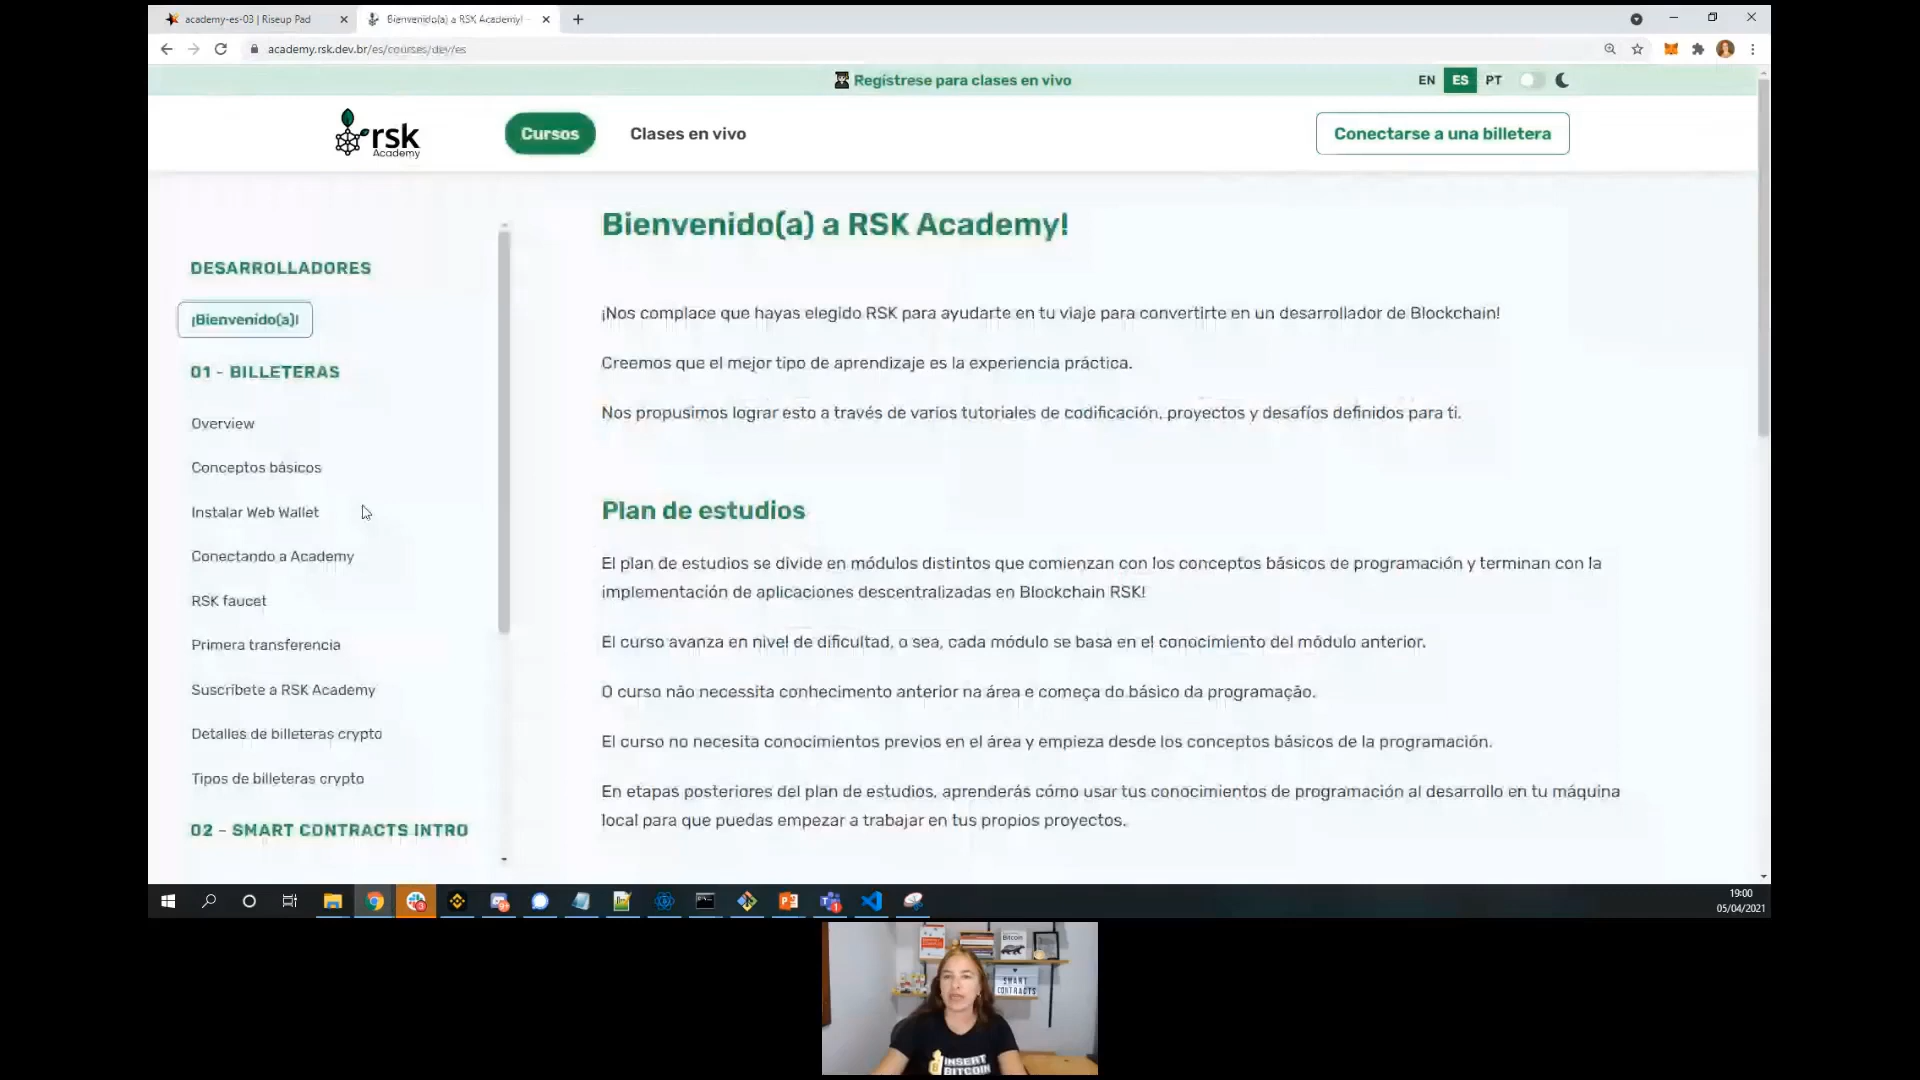 academy-es-03 | Riseup Pad
Bienvenido(a) a RSK Academy! -
academy.rsk.dev.br/es/courses/dev/es
Regístrese para clases en vivo
EN ES PT
rsk
Academy
Cursos
Clases en vivo
Conectarse a una billetera
DESARROLLADORES
¡Bienvenido(a)!
01 - BILLETERAS
Overview
Conceptos básicos
Instalar Web Wallet
Conectando a Academy
RSK faucet
Primera transferencia
Suscríbete a RSK Academy
Detalles de billeteras crypto
Tipos de billeteras crypto
02 - SMART CONTRACTS INTRO
Bienvenido(a) a RSK Academy!
¡Nos complace que hayas elegido RSK para ayudarte en tu viaje para convertirte en un desarrollador de Blockchain!
Creemos que el mejor tipo de aprendizaje es la experiencia práctica.
Nos propusimos lograr esto a través de varios tutoriales de codificación, proyectos y desafíos definidos para ti.
Plan de estudios
El plan de estudios se divide en módulos distintos que comienzan con los conceptos básicos de programación y terminan con la
implementación de aplicaciones descentralizadas en Blockchain RSK!
El curso avanza en nivel de dificultad, o sea, cada módulo se basa en el conocimiento del módulo anterior.
O curso não necessita conhecimento anterior na área e começa do básico da programação.
El curso no necesita conocimientos previos en el área y empieza desde los conceptos básicos de la programación.
En etapas posteriores del plan de estudios, aprenderás cómo usar tus conocimientos de programación al desarrollo en tu máquina
local para que puedas empezar a trabajar en tus propios proyectos.
19:00
05/04/2021
Bitcoin
SMART
CONTRACTS
INSERT
BITCOIN